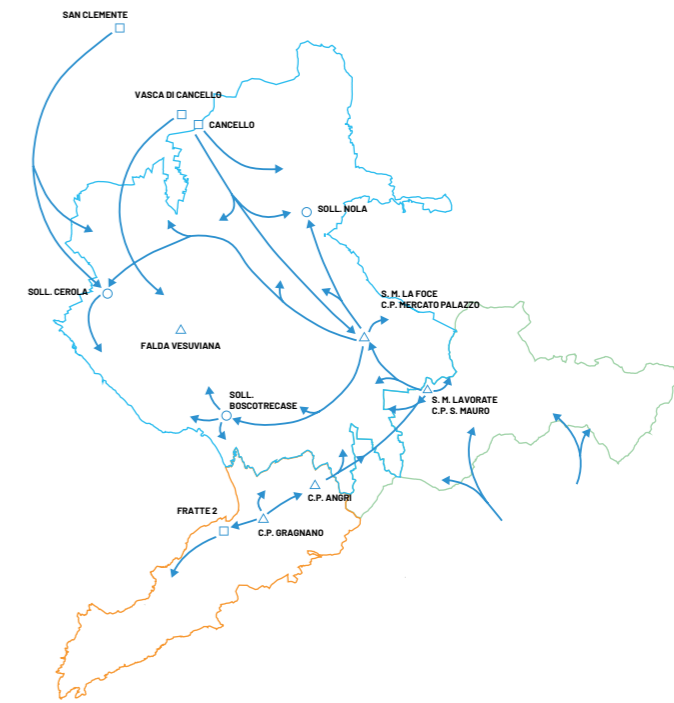 SAN CLEMENTE
VASCA DI CANCELLO
CANCELLO
SOLL. NOLA
SOLL. CEROLA
S. M. LA FOCE
C.P. MERCATO PALAZZO
FALDA VESUVIANA
SOLL.
BOSCOTRECASE
S. M. LAVORATE
C.P. S. MAURO
C.P. ANGRI
FRATTE 2
C.P. GRAGNANO